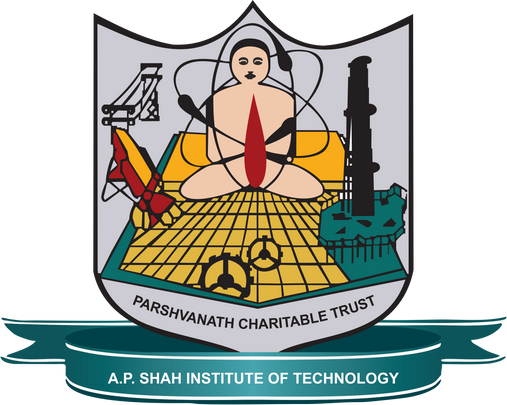 PARSHVANATH CHARITABLE TRUST
A.P. SHAH INSTITUTE OF TECHNOLOGY